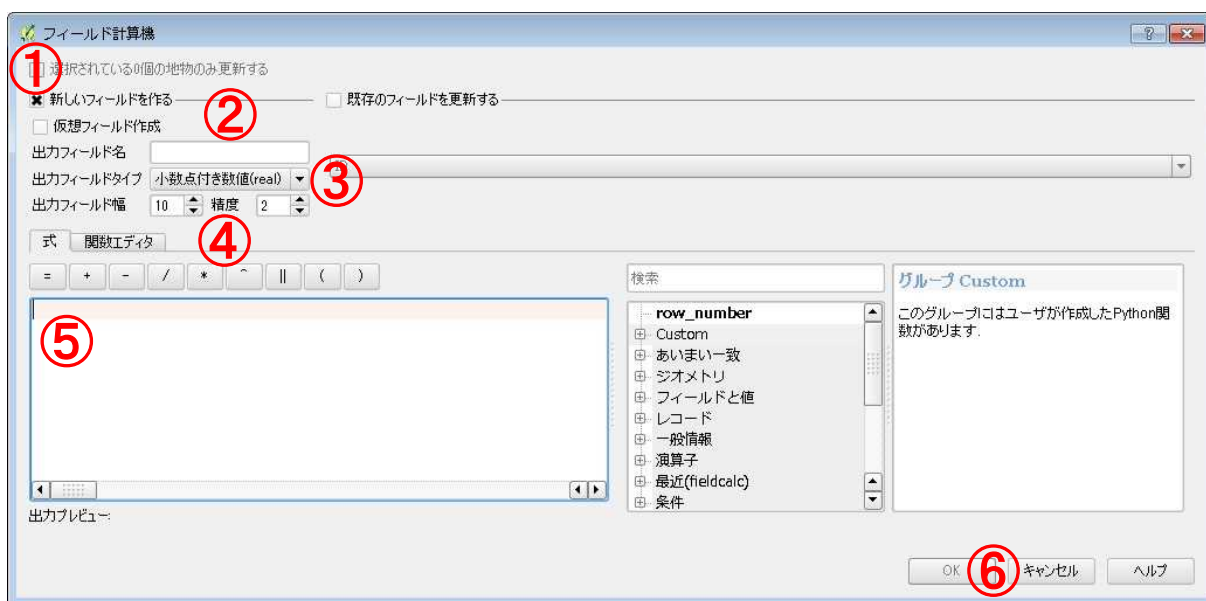 フィールド計算機
①
選択されている0個の地物のみ更新する
新しいフィールドを作る
既存のフィールドを更新する
②
仮想フィールド作成
出力フィールド名
出力フィールドタイプ 小数点付き数値(real)
③
出力フィールド幅 10 精度 2
④
式 関数エディタ
= + - / * ^ || ( )
⑤
出力プレビュー:
検索
row_number
Custom
あいまい一致
ジオメトリ
フィールドと値
レコード
一般情報
演算子
最近(fieldcalc)
条件
グループ Custom
このグループにはユーザが作成したPython関
数があります.
OK ⑥ キャンセル ヘルプ